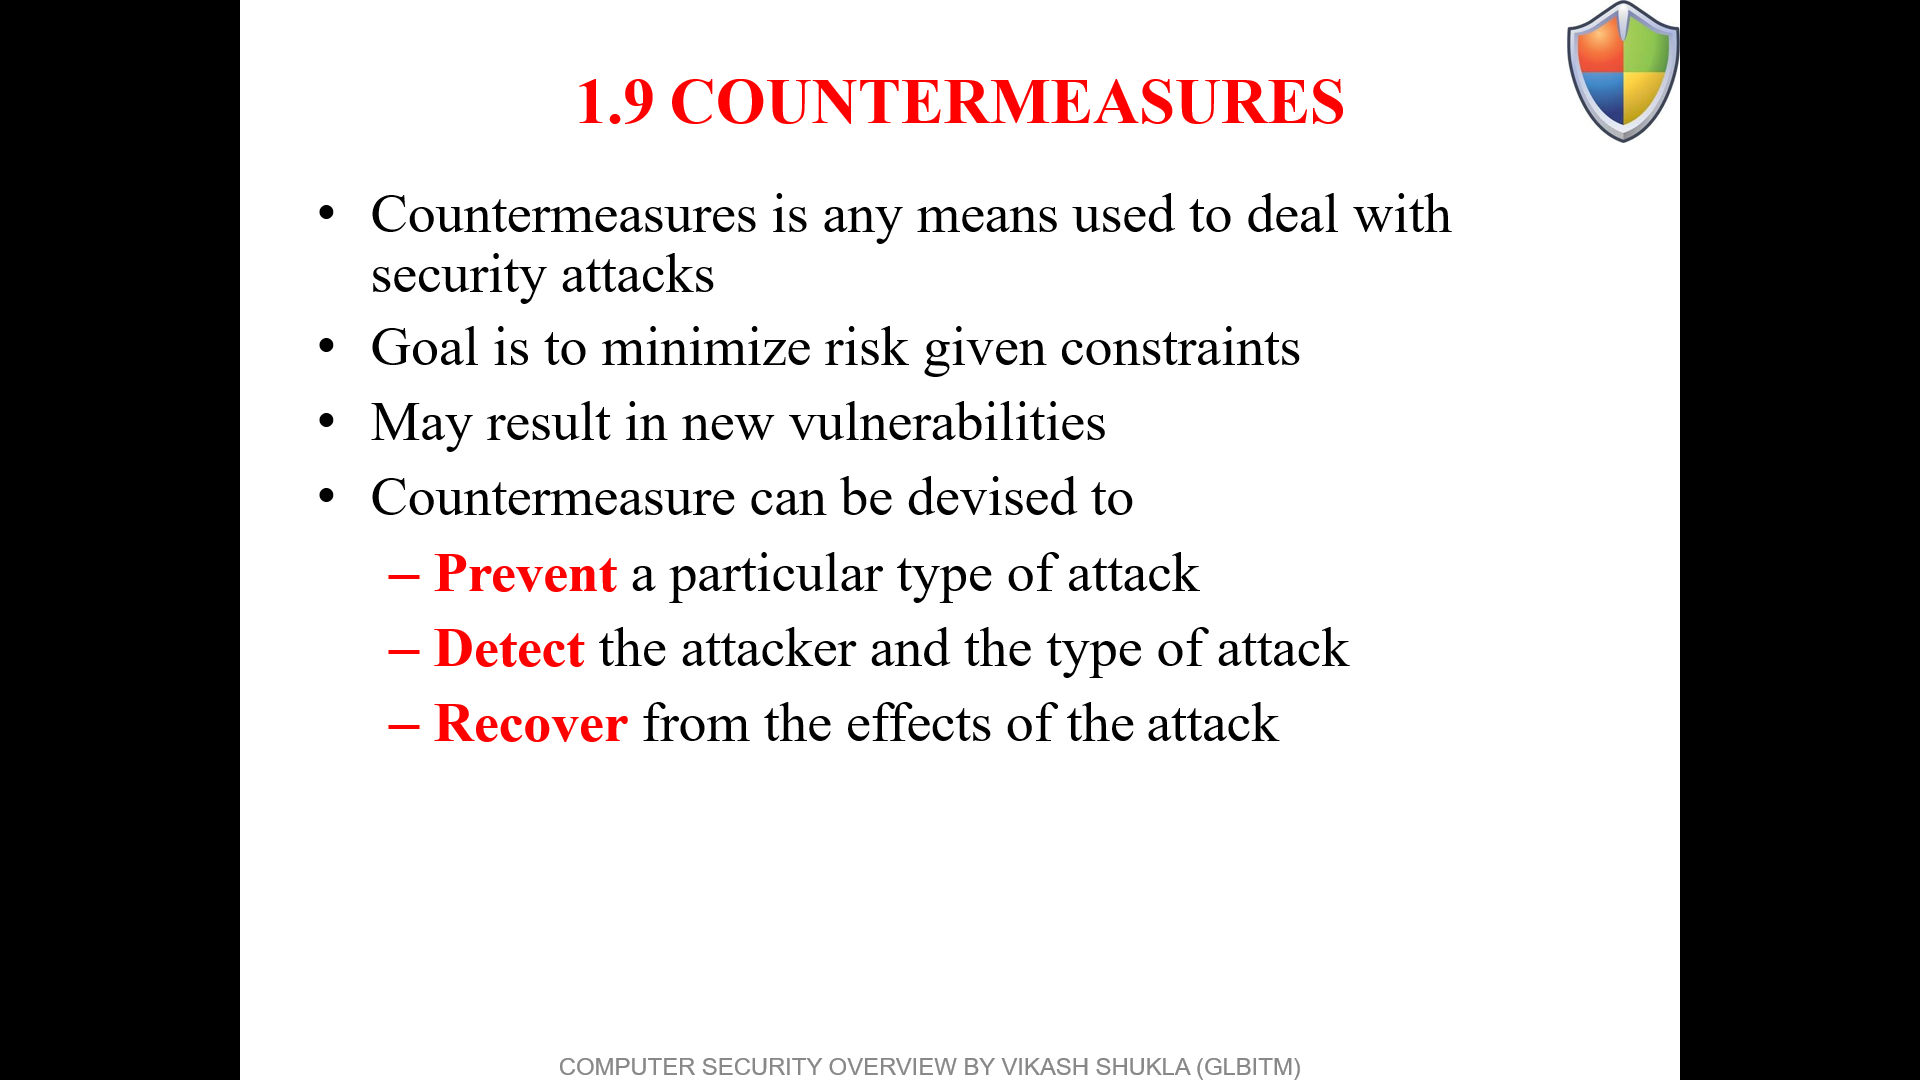 1.9 COUNTERMEASURES
• Countermeasures is any means used to deal with
security attacks
• Goal is to minimize risk given constraints
• May result in new vulnerabilities
• Countermeasure can be devised to
– Prevent a particular type of attack
– Detect the attacker and the type of attack
– Recover from the effects of the attack
COMPUTER SECURITY OVERVIEW BY VIKASH SHUKLA (GLBITM)